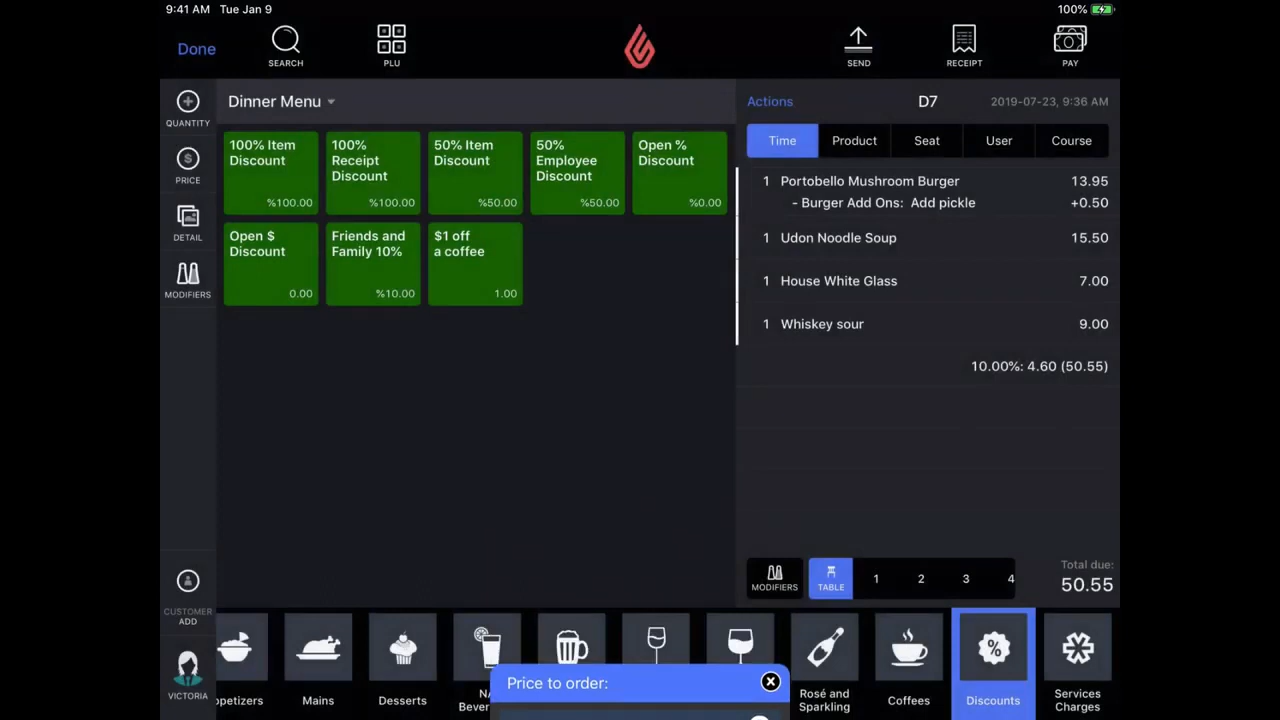 9:41 AM Tue Jan 9
100%
Done
SEARCH
PLU
SEND
RECEIPT
PAY
QUANTITY
PRICE
DETAIL
MODIFIERS
CUSTOMER
ADD
VICTORIA
Dinner Menu
100% Item
Discount
%100.00
100%
Receipt
Discount
%100.00
50% Item
Discount
%50.00
50%
Employee
Discount
%50.00
Open %
Discount
%0.00
Open $
Discount
0.00
Friends and
Family 10%
%10.00
$1 off
a coffee
1.00
Actions
D7
2019-07-23, 9:36 AM
Time
Product
Seat
User
Course
1 Portobello Mushroom Burger 13.95
- Burger Add Ons: Add pickle +0.50
1 Udon Noodle Soup 15.50
1 House White Glass 7.00
1 Whiskey sour 9.00
10.00%: 4.60 (50.55)
MODIFIERS
TABLE
1
2
3
4
Total due:
50.55
Mains
Desserts
Rosé and
Sparkling
Coffees
%
Discounts
Services
Charges
Price to order: